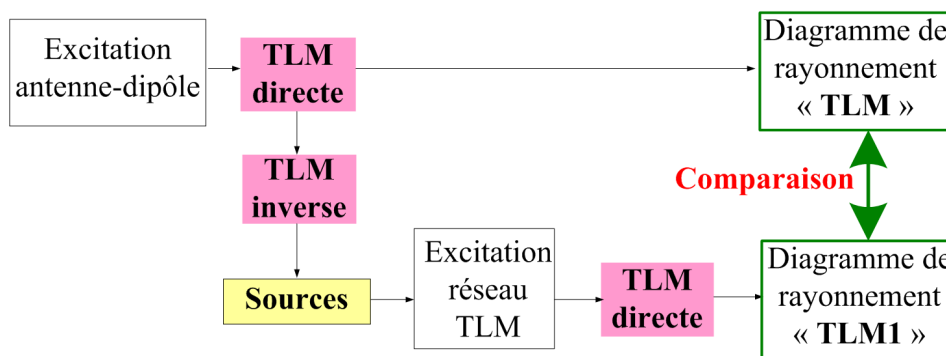 Excitation
antenne-dipôle
TLM
directe
Diagramme de
rayonnement
« TLM »
TLM
inverse
Comparaison
Sources
Excitation
réseau
TLM
TLM
directe
Diagramme de
rayonnement
« TLM1 »